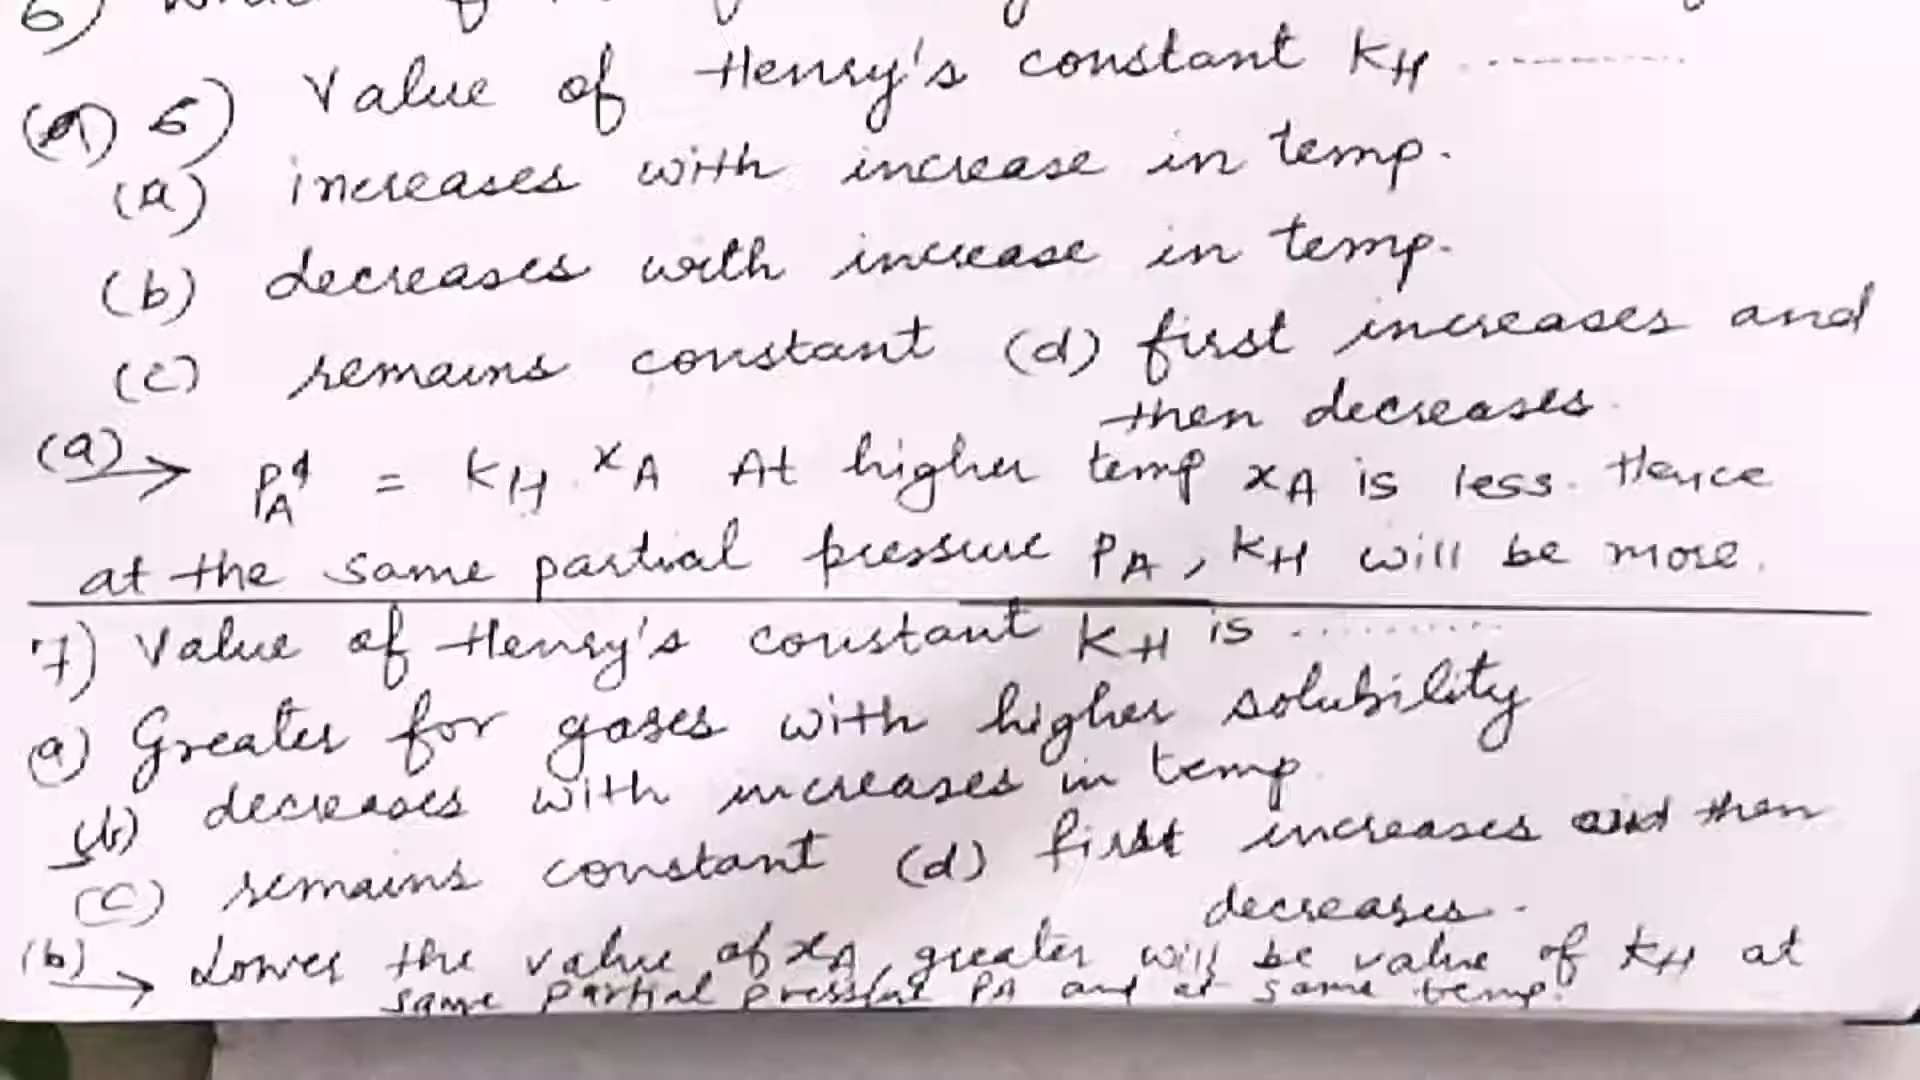 6)
(A) 6) Value of Henry's constant KH ..........
(a) increases with increase in temp.
(b) decreases with increase in temp.
(c) remains constant (d) first increases and
then decreases.
(a) → PA = KH . xA At higher temp xA is less. Hence
at the same partial pressure PA, KH will be more.
7) Value of Henry's constant KH is ..........
a) Greater for gases with higher solubility
(b) decreases with increases in temp.
(c) remains constant (d) first increases and then
decreases.
(b) → Lower the value of xA, greater will be value of KH at
same partial pressure PA and at same temp.